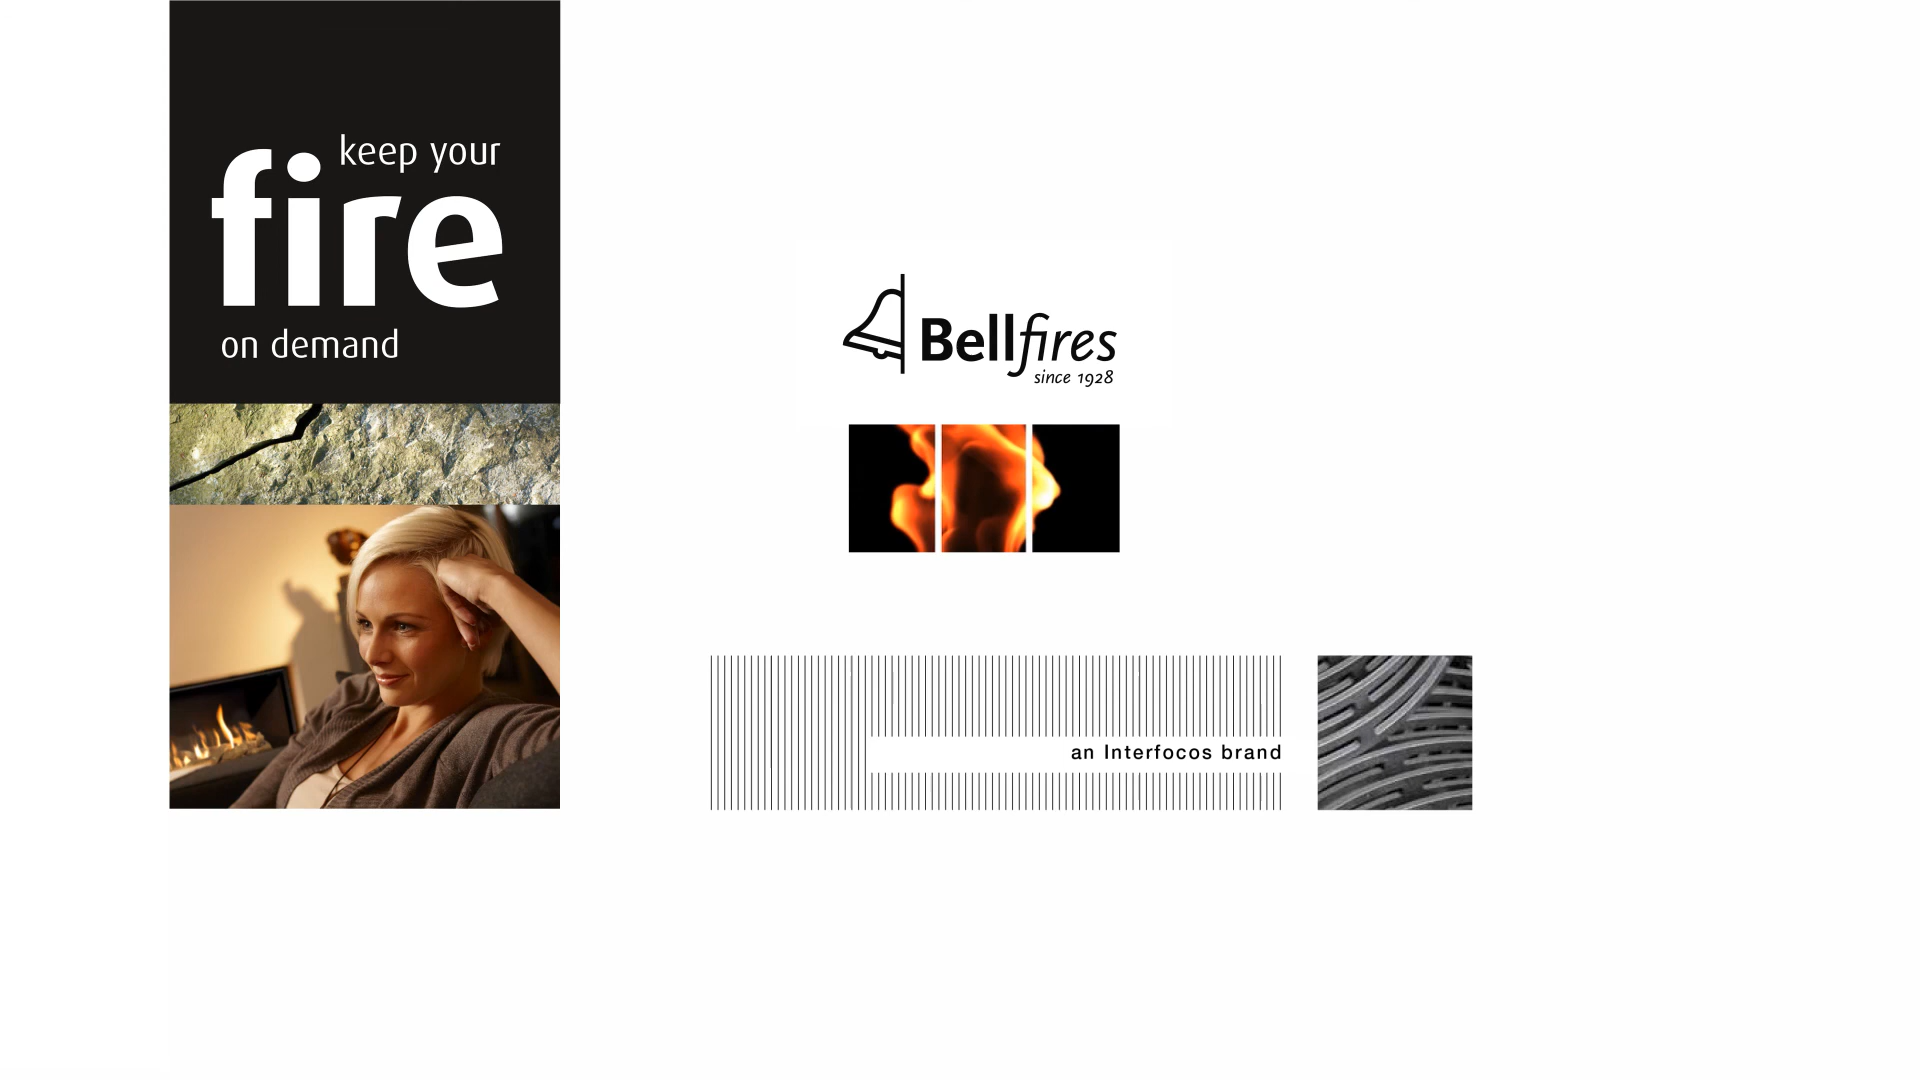 keep your
fire
on demand
Bellfires
since 1928
an Interfocos brand